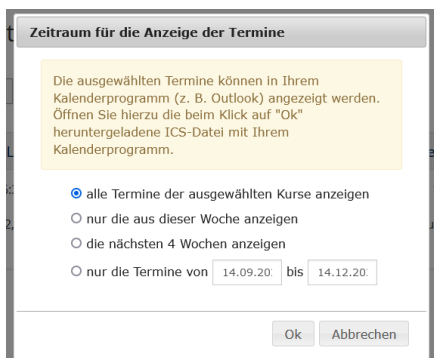 Zeitraum für die Anzeige der Termine
Die ausgewählten Termine können in Ihrem
Kalenderprogramm (z. B. Outlook) angezeigt werden.
Öffnen Sie hierzu die beim Klick auf "Ok"
heruntergeladene ICS-Datei mit Ihrem
Kalenderprogramm.
alle Termine der ausgewählten Kurse anzeigen
nur die aus dieser Woche anzeigen
die nächsten 4 Wochen anzeigen
nur die Termine von 14.09.20 bis 14.12.20
Ok Abbrechen